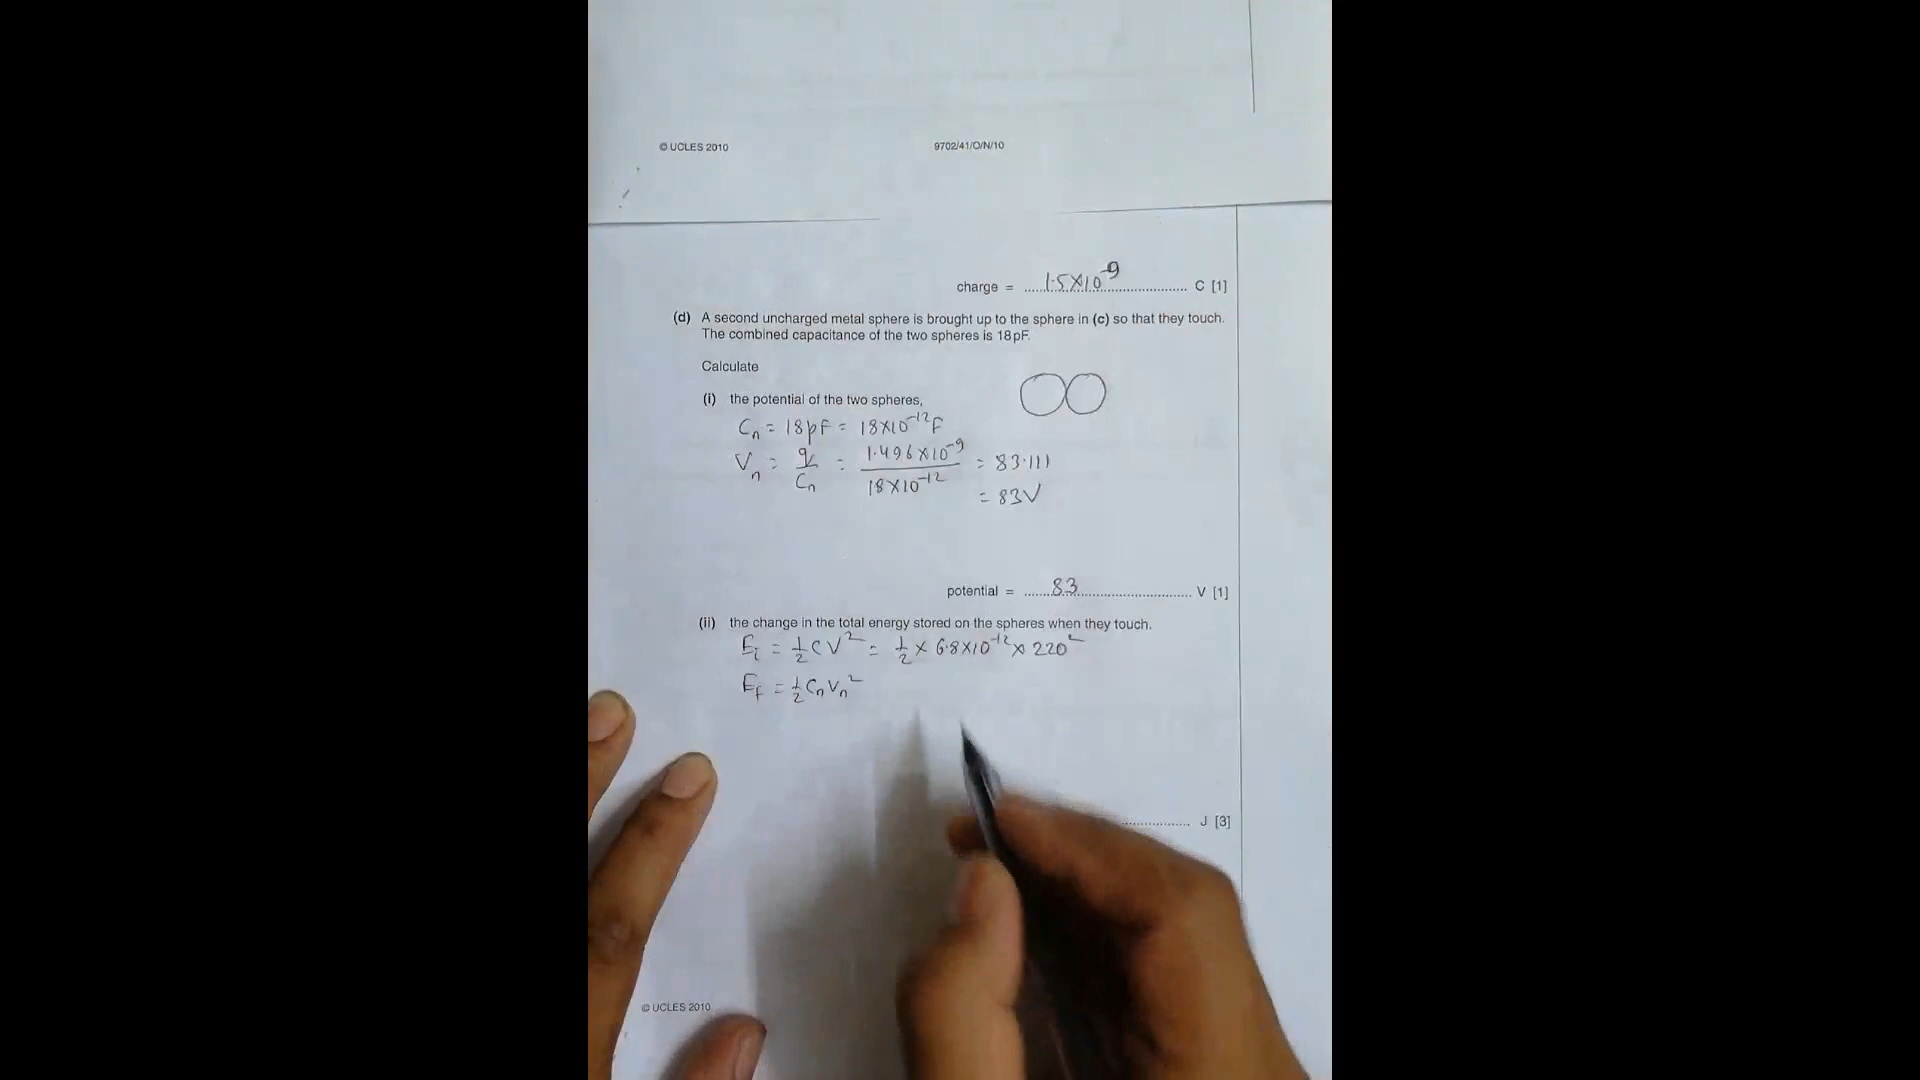 © UCLES 2010 9702/41/O/N/10
charge = 1.5×10⁻⁹ C [1]
(d) A second uncharged metal sphere is brought up to the sphere in (c) so that they touch.
The combined capacitance of the two spheres is 18pF.
Calculate
(i) the potential of the two spheres,
Cₙ = 18pF = 18×10⁻¹²F
Vₙ = q/Cₙ = 1.496×10⁻⁹/18×10⁻¹² = 83.111
= 83V
potential = 83 V [1]
(ii) the change in the total energy stored on the spheres when they touch.
Eᵢ = ½CV² = ½ × 6.8×10⁻¹² × 220²
E_f = ½CₙVₙ²
J [3]
© UCLES 2010